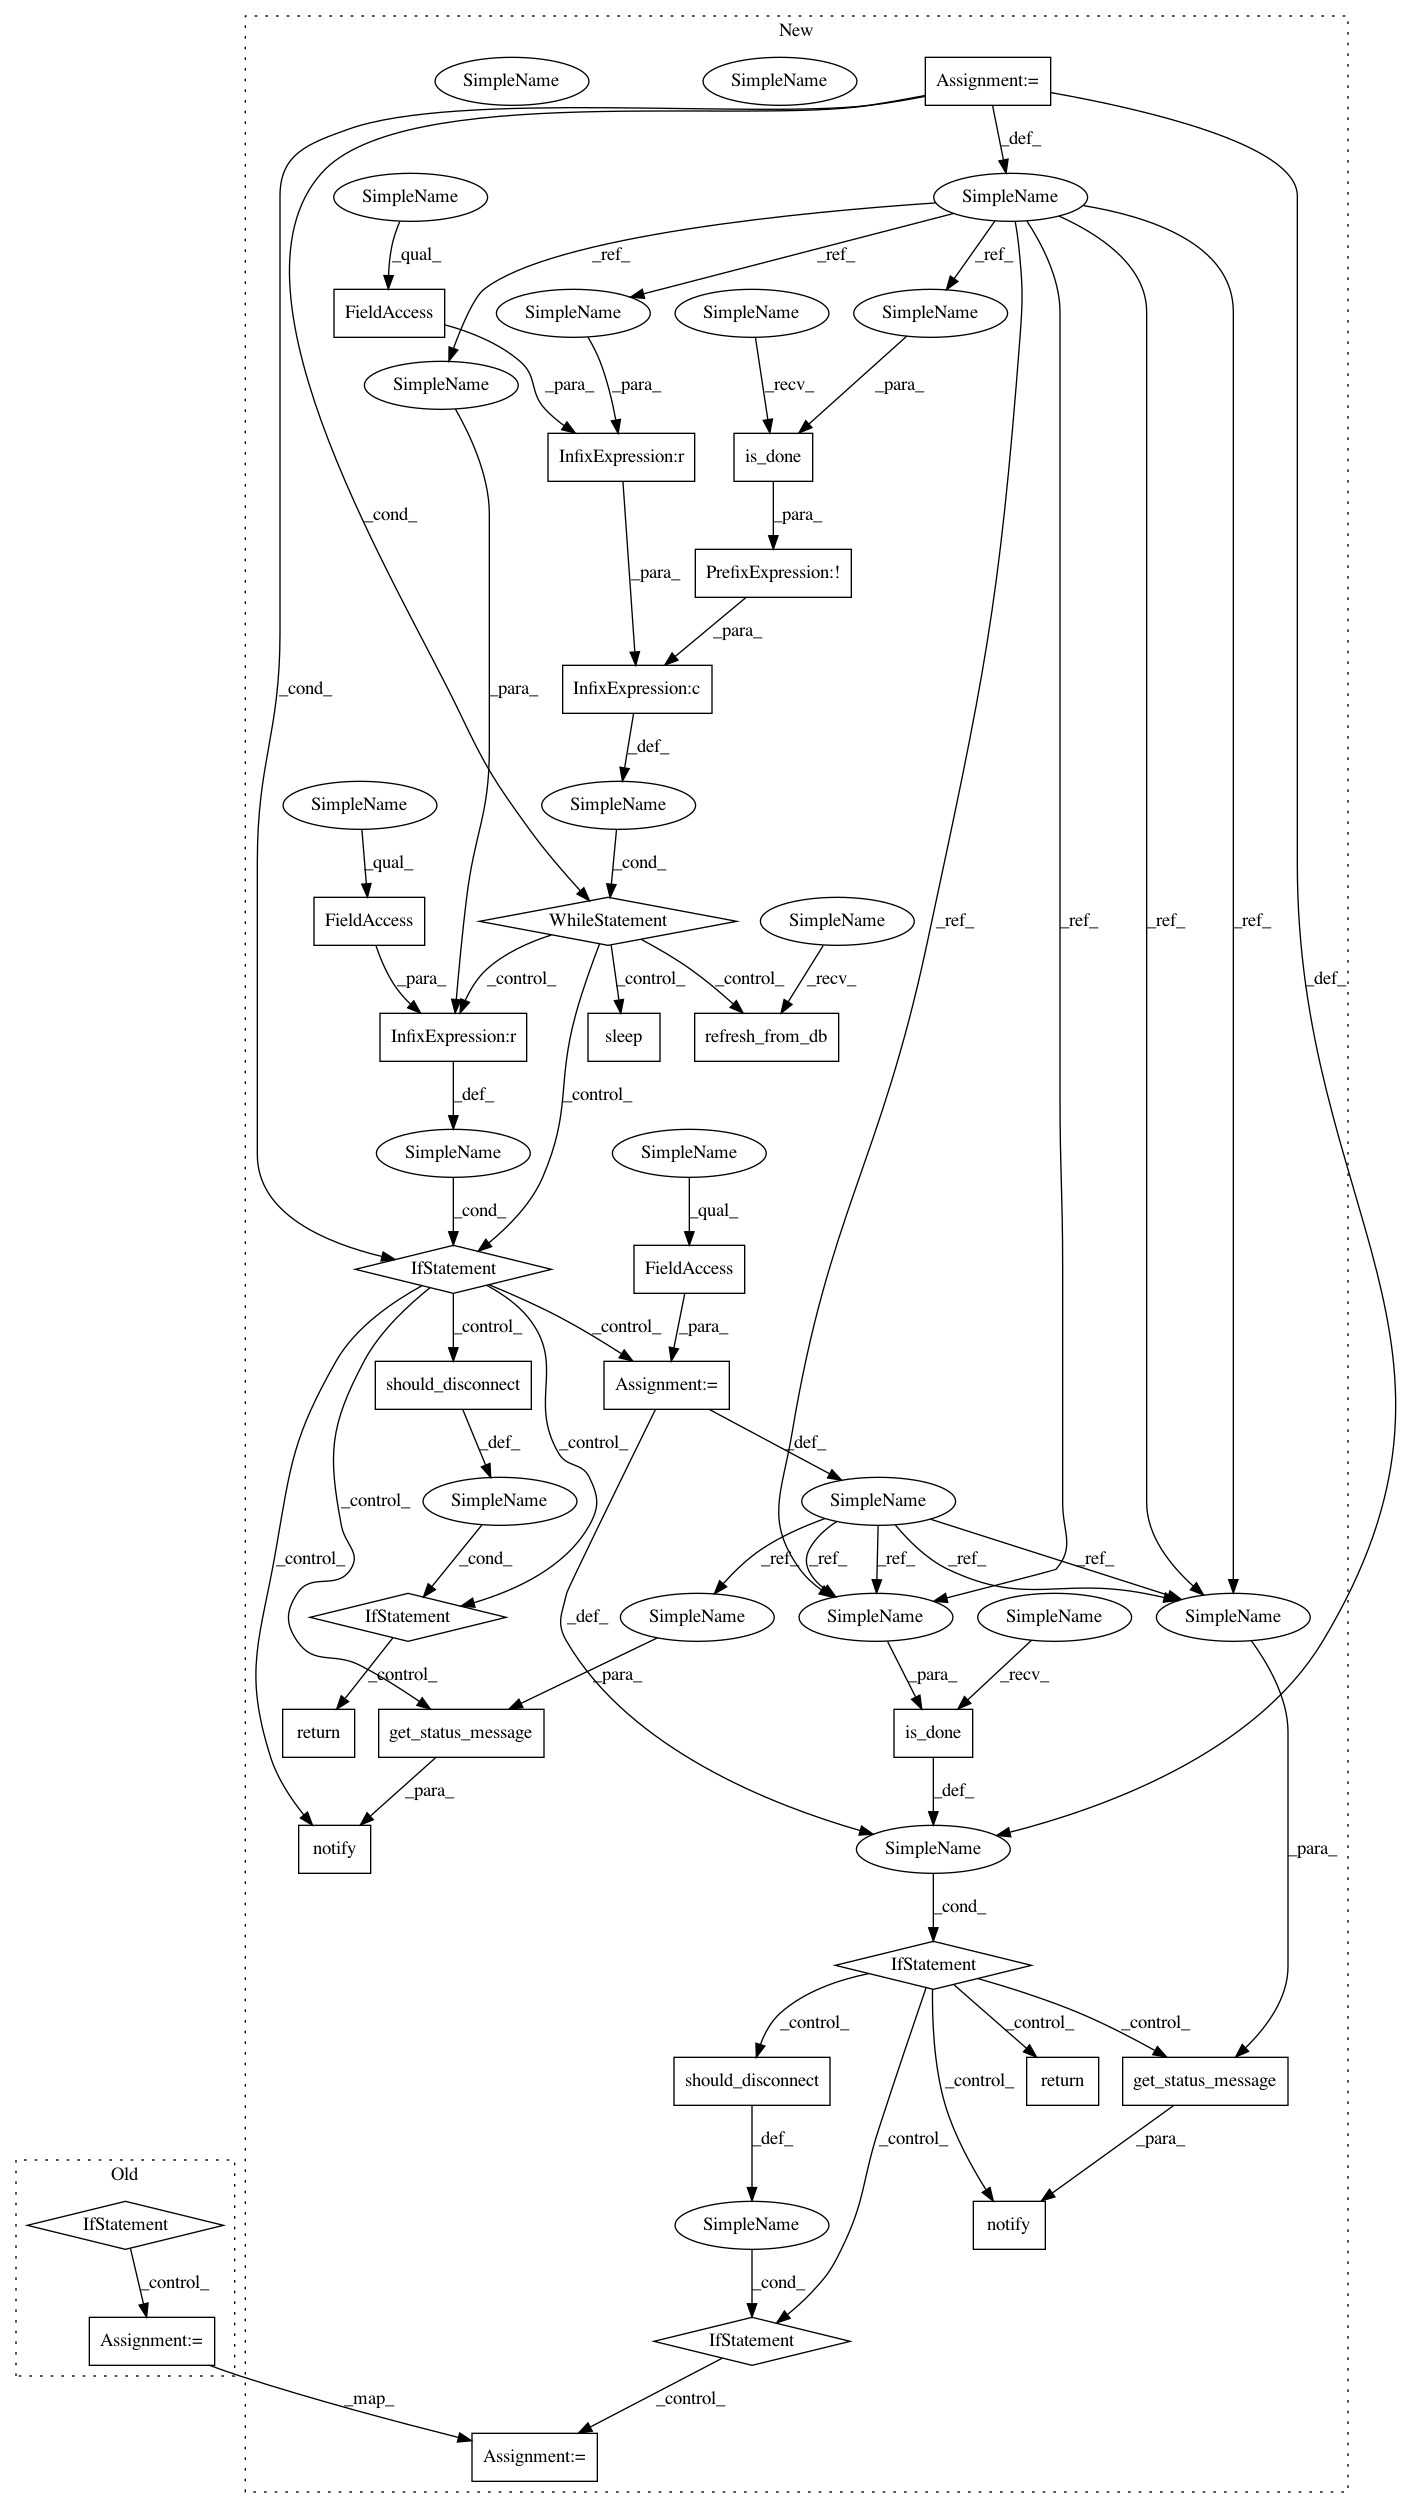 New
SimpleName
SimpleName
Assignment:=
_def_
SimpleName
SimpleName
_qual_
_ref_
_ref_
_ref_
FieldAccess
SimpleName
SimpleName
SimpleName
SimpleName
_para_
_para_
_recv_
_para_
InfixExpression:r
is_done
_cond_
_para_
_para_
PrefixExpression:!
_para_
_cond_
_para_
InfixExpression:c
_def_
SimpleName
SimpleName
_qual_
_cond_
FieldAccess
WhileStatement
SimpleName
_ref_
_ref_
_ref_
_ref_
_para_
_control_
_control_
_control_
_recv_
_def_
InfixExpression:r
sleep
refresh_from_db
_def_
_control_
SimpleName
SimpleName
_cond_
_qual_
IfStatement
FieldAccess
_control_
_control_
_para_
should_disconnect
Assignment:=
_def_
_control_
_def_
SimpleName
SimpleName
_control_
_control_
_cond_
_ref_
_ref_
_ref_
_ref_
_ref_
IfStatement
_def_
SimpleName
SimpleName
SimpleName
SimpleName
_control_
_para_
_para_
_recv_
return
get_status_message
is_done
_para_
_def_
notify
SimpleName
_para_
_cond_
IfStatement
_control_
_control_
_control_
should_disconnect
_control_
return
get_status_message
_def_
_control_
_para_
Old
IfStatement
SimpleName
notify
_control_
_cond_
Assignment:=
IfStatement
_map_
_control_
Assignment:=